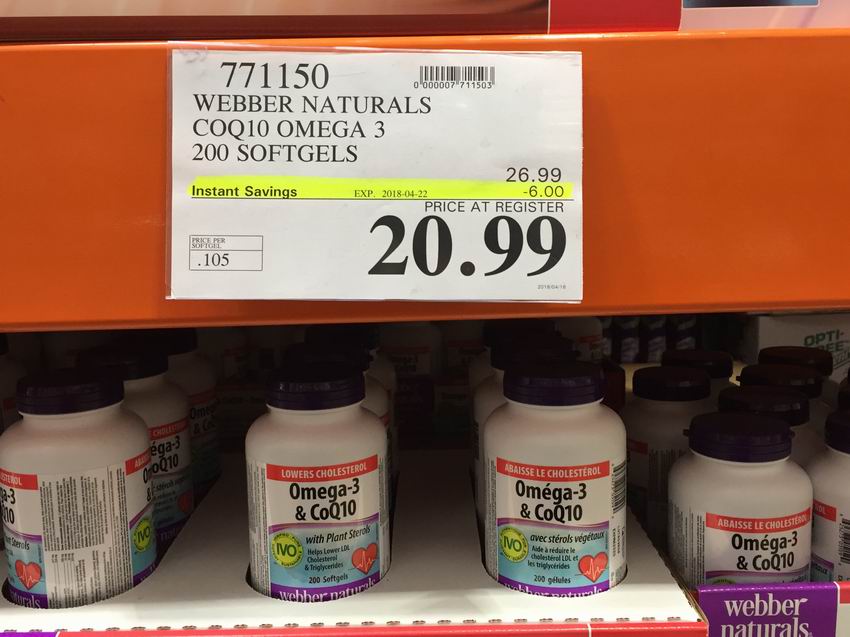 771150
0 000007 711503
WEBBER NATURALS
COQ10 OMEGA 3
200 SOFTGELS
26.99
Instant Savings EXP. 2018-04-22 -6.00
PRICE AT REGISTER
20.99
PRICE PER
SOFTGEL
.105
2018/04/16
OPTI-
LOWERS CHOLESTEROL
Omega-3
& CoQ10
with Plant Sterols
IVO
Helps Lower LDL
Cholesterol
& Triglycerides
200 Softgels
webber naturals
ABAISSE LE CHOLESTÉROL
Oméga-3
& CoQ10
avec stérols végétaux
IVO
Aide à réduire le
cholestérol LDL et
les triglycérides
200 gélules
webber naturals
ABAISSE LE CHOLESTÉROL
Oméga-3
& CoQ10
webber
naturals